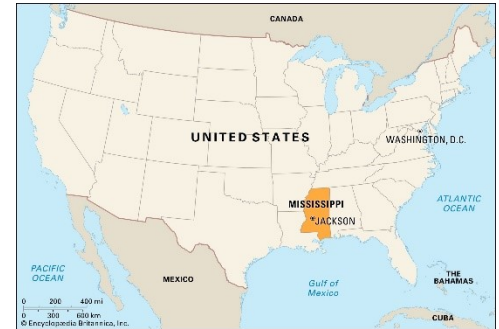 CANADA
UNITED STATES
WASHINGTON, D.C.
MISSISSIPPI
JACKSON
ATLANTIC
OCEAN
PACIFIC
OCEAN
MEXICO
Gulf of
Mexico
THE
BAHAMAS
CUBA
0 200 400 mi
0 300 600 km
© Encyclopædia Britannica, Inc.